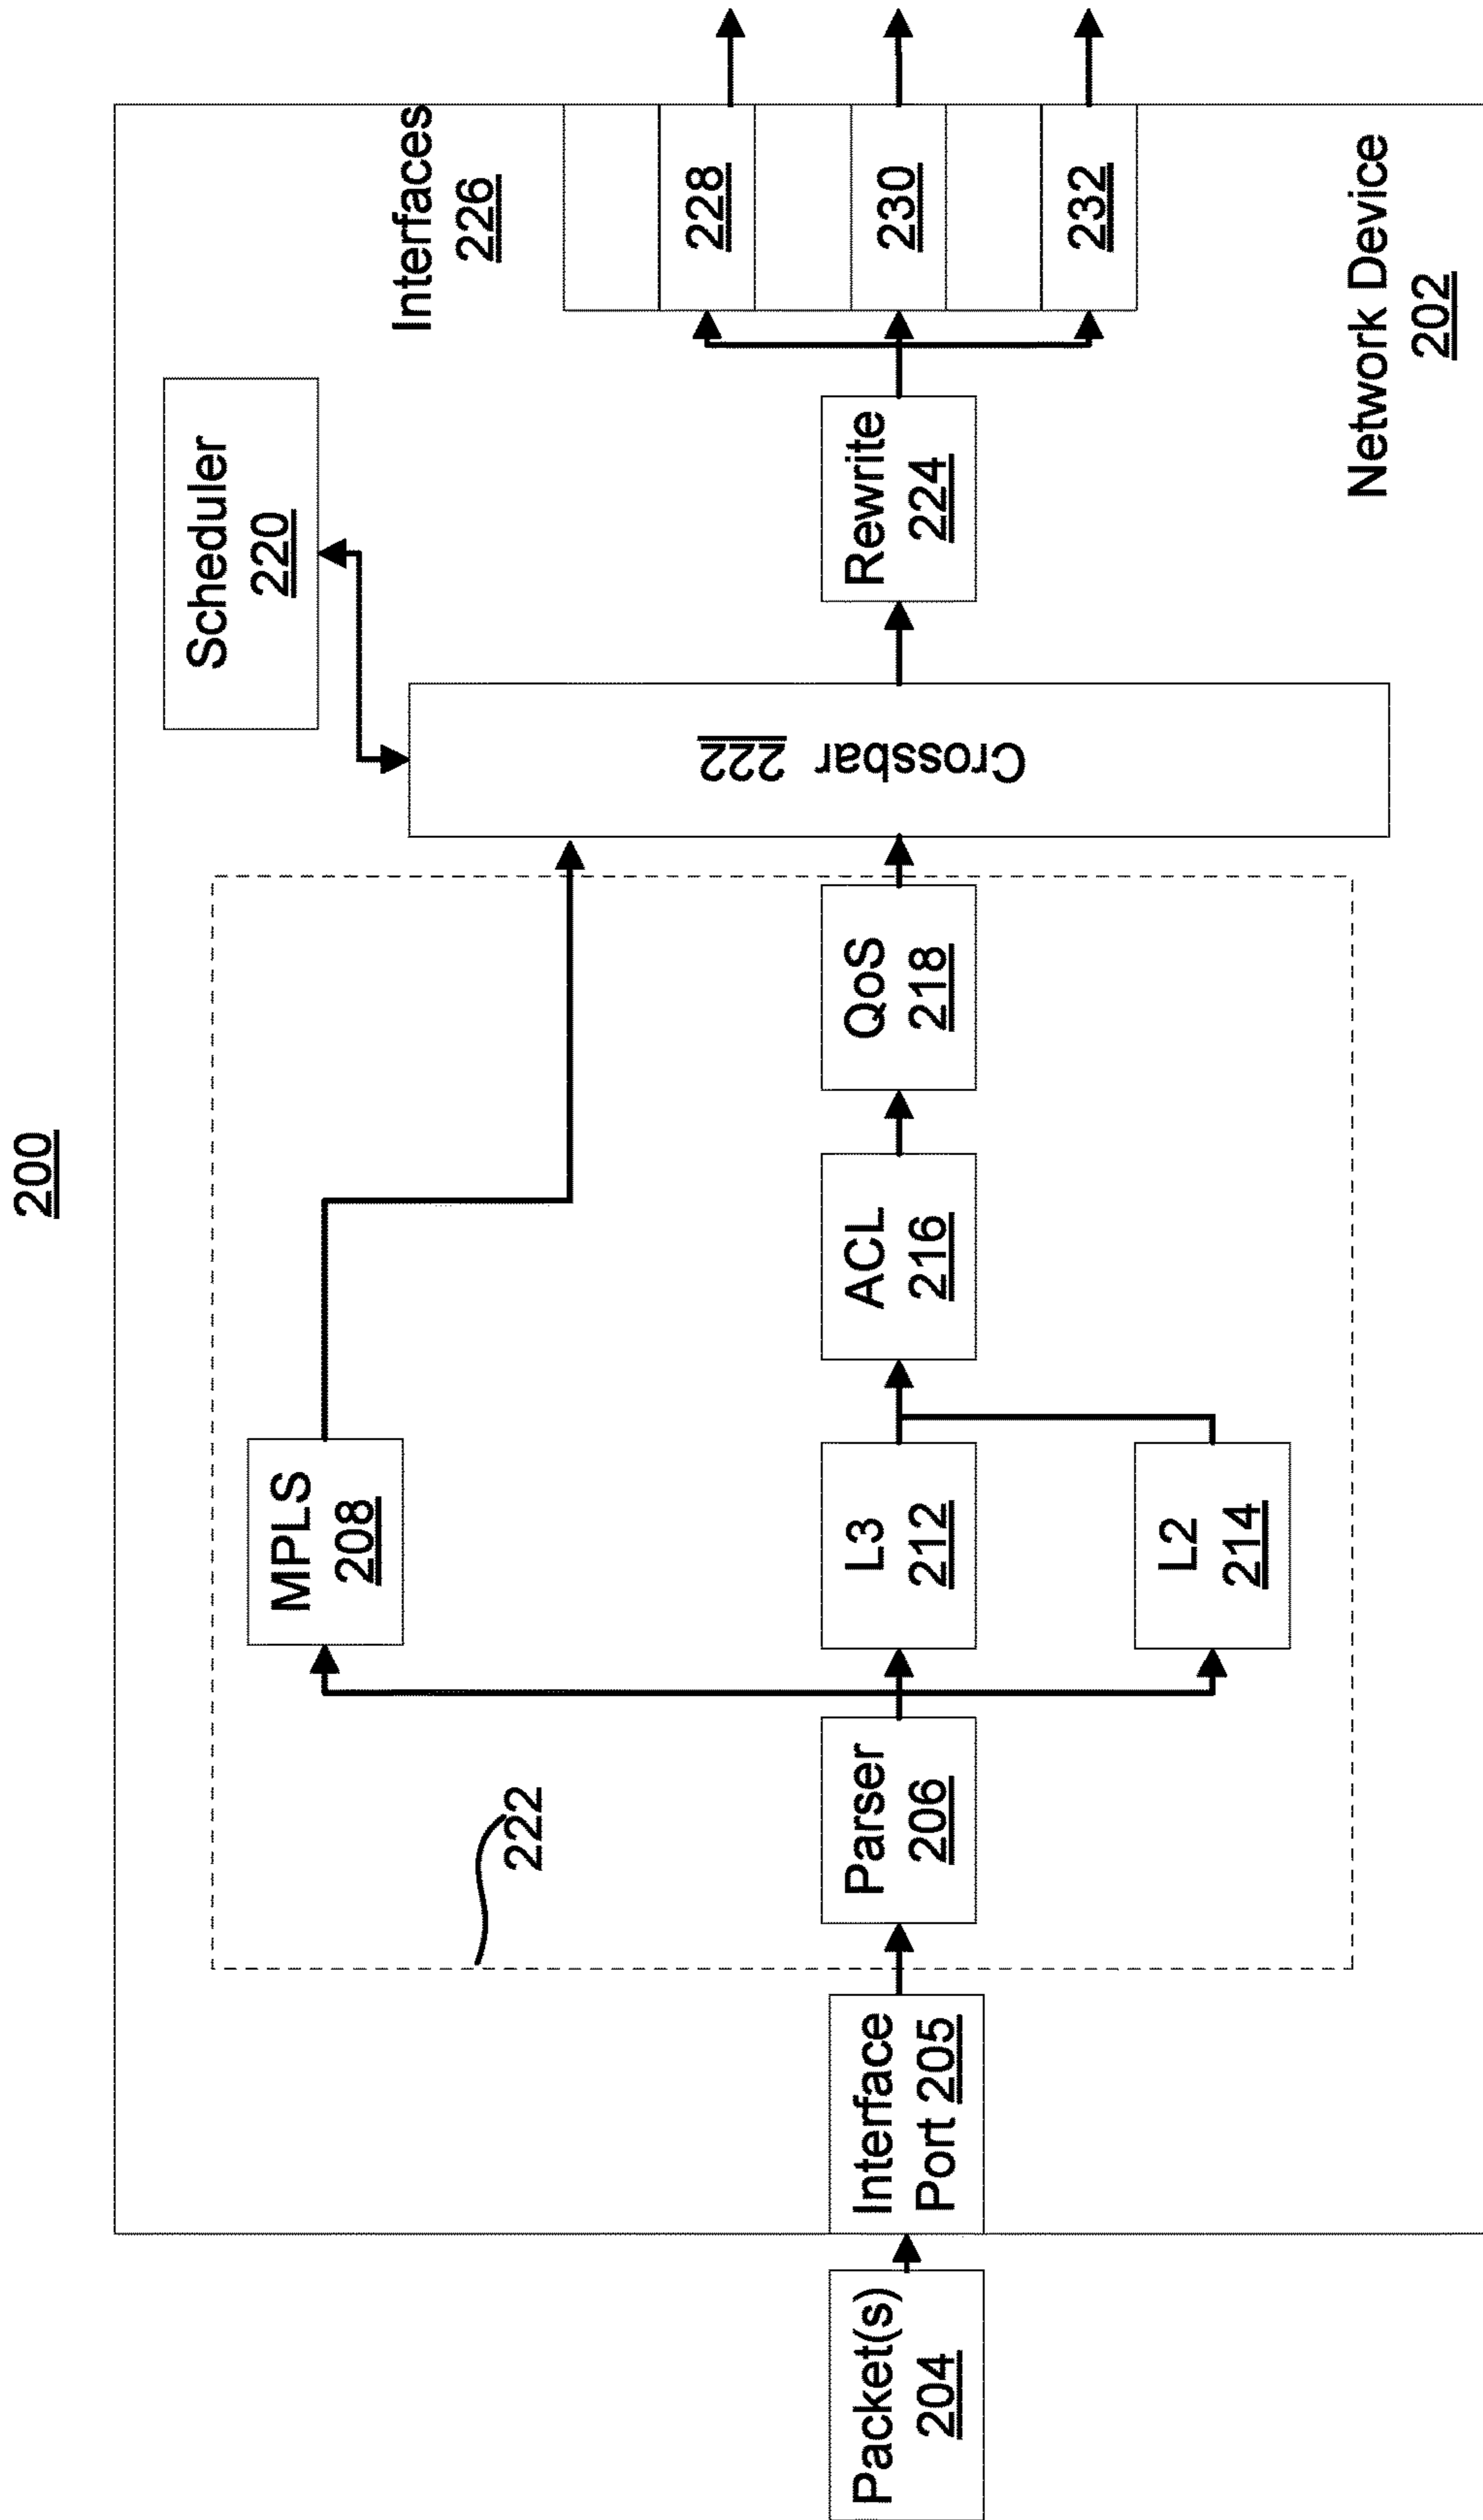 200
Packet(s)
204
Interface
Port 205
222
Parser
206
MPLS
208
L3
212
L2
214
ACL
216
QoS
218
Crossbar 222
Scheduler
220
Rewrite
224
Interfaces
226
228
230
232
Network Device
202